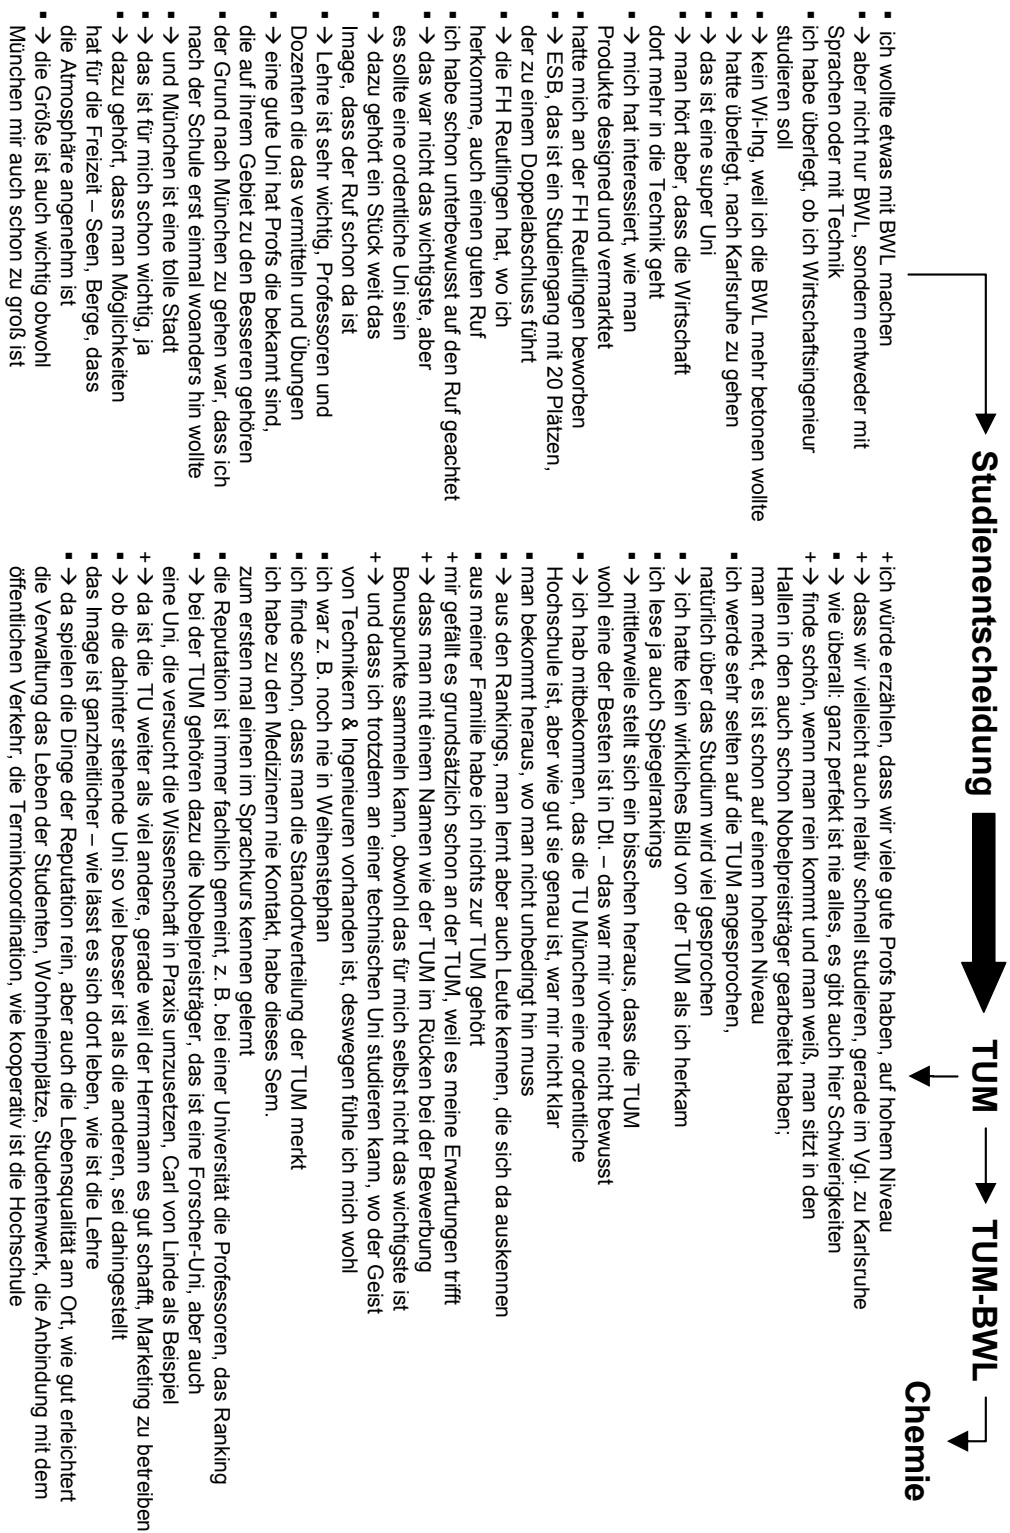 Studienentscheidung
TUM
TUM-BWL
Chemie
▪ ich wollte etwas mit BWL machen
▪ → aber nicht nur BWL, sondern entweder mit
Sprachen oder mit Technik
▪ ich habe überlegt, ob ich Wirtschaftsingenieur
studieren soll
▪ → kein Wi-Ing, weil ich die BWL mehr betonen wollte
▪ → hatte überlegt, nach Karlsruhe zu gehen
▪ → das ist eine super Uni
▪ → man hört aber, dass die Wirtschaft
dort mehr in die Technik geht
▪ → mich hat interessiert, wie man
Produkte designed und vermarktet
▪ hatte mich an der FH Reutlingen beworben
▪ → ESB, das ist ein Studiengang mit 20 Plätzen,
der zu einem Doppelabschluss führt
▪ → die FH Reutlingen hat, wo ich
herkomme, auch einen guten Ruf
▪ ich habe schon unterbewusst auf den Ruf geachtet
▪ → das war nicht das wichtigste, aber
es sollte eine ordentliche Uni sein
▪ → dazu gehört ein Stück weit das
Image, dass der Ruf schon da ist
▪ → Lehre ist sehr wichtig, Professoren und
Dozenten die das vermitteln und Übungen
▪ → eine gute Uni hat Profs die bekannt sind,
die auf ihrem Gebiet zu den Besseren gehören
▪ der Grund nach München zu gehen war, dass ich
nach der Schule erst einmal woanders hin wollte
▪ → und München ist eine tolle Stadt
▪ → das ist für mich schon wichtig, ja
▪ → dazu gehört, dass man Möglichkeiten
hat für die Freizeit – Seen, Berge, dass
die Atmosphäre angenehm ist
▪ → die Größe ist auch wichtig obwohl
München mir auch schon zu groß ist
+ ich würde erzählen, dass wir viele gute Profs haben, auf hohem Niveau
+ → dass wir vielleicht auch relativ schnell studieren, gerade im Vgl. zu Karlsruhe
▪ → wie überall: ganz perfekt ist nie alles, es gibt auch hier Schwierigkeiten
+ → finde schön, wenn man rein kommt und man weiß, man sitzt in den
Hallen in den auch schon Nobelpreisträger gearbeitet haben;
man merkt, es ist schon auf einem hohen Niveau
▪ ich werde sehr selten auf die TUM angesprochen,
natürlich über das Studium wird viel gesprochen
▪ → ich hatte kein wirkliches Bild von der TUM als ich herkam
▪ ich lese ja auch Spiegelrankings
▪ → mittlerweile stellt sich ein bisschen heraus, dass die TUM
wohl eine der Besten ist in Dtl. – das war mir vorher nicht bewusst
▪ → ich hab mitbekommen, das die TU München eine ordentliche
Hochschule ist, aber wie gut sie genau ist, war mir nicht klar
▪ man bekommt heraus, wo man nicht unbedingt hin muss
▪ → aus den Rankings, man lernt aber auch Leute kennen, die sich da auskennen
▪ aus meiner Familie habe ich nichts zur TUM gehört
+ mir gefällt es grundsätzlich schon an der TUM, weil es meine Erwartungen trifft
+ → dass man mit einem Namen wie der TUM im Rücken bei der Bewerbung
Bonuspunkte sammeln kann, obwohl das für mich selbst nicht das wichtigste ist
+ → und dass ich trotzdem an einer technischen Uni studieren kann, wo der Geist
von Technikern & Ingenieuren vorhanden ist, deswegen fühle ich mich wohl
▪ ich war z. B. noch nie in Weihenstephan
▪ ich finde schon, dass man die Standortverteilung der TUM merkt
▪ ich habe zu den Medizinern nie Kontakt, habe dieses Sem.
zum ersten mal einen im Sprachkurs kennen gelernt
▪ die Reputation ist immer fachlich gemeint, z. B. bei einer Universität die Professoren, das Ranking
▪ → bei der TUM gehören dazu die Nobelpreisträger, das ist eine Forscher-Uni, aber auch
eine Uni, die versucht die Wissenschaft in Praxis umzusetzen, Carl von Linde als Beispiel
+ → da ist die TU weiter als viel andere, gerade weil der Herrmann es gut schafft, Marketing zu betreiben
▪ → ob die dahinter stehende Uni so viel besser ist als die anderen, sei dahingestellt
▪ das Image ist ganzheitlicher – wie lässt es sich dort leben, wie ist die Lehre
▪ → da spielen die Dinge der Reputation rein, aber auch die Lebensqualität am Ort, wie gut erleichtert
die Verwaltung das Leben der Studenten, Wohnheimplätze, Studentenwerk, die Anbindung mit dem
öffentlichen Verkehr, die Terminkoordination, wie kooperativ ist die Hochschule